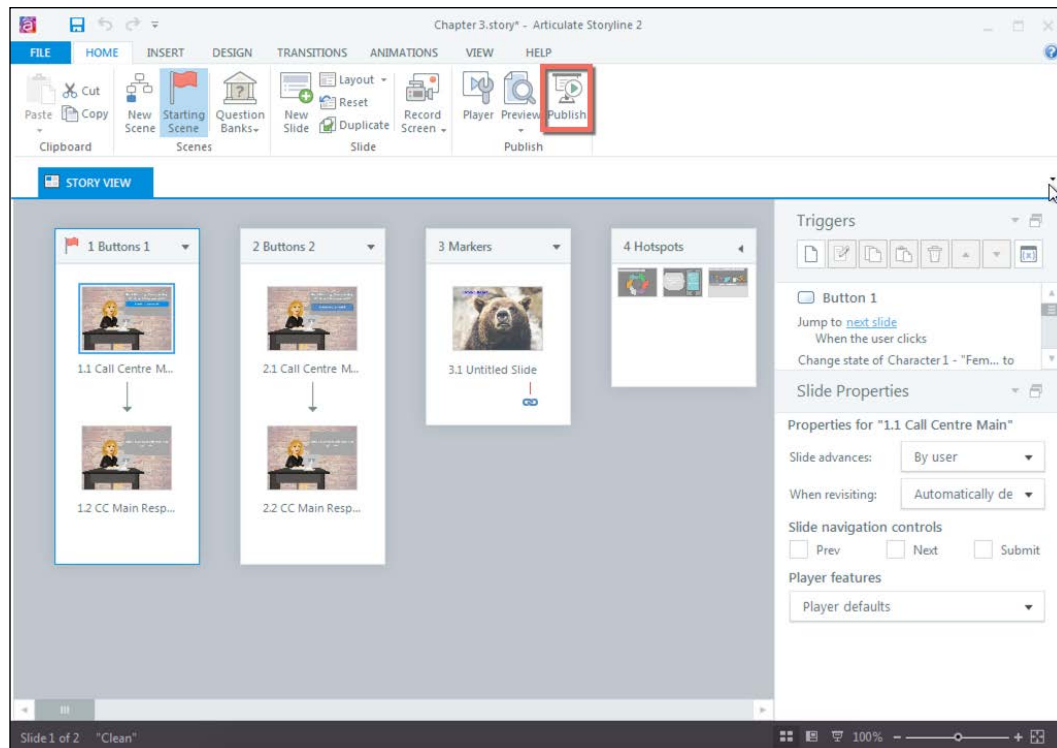 Chapter 3.story* - Articulate Storyline 2
FILE HOME INSERT DESIGN TRANSITIONS ANIMATIONS VIEW HELP
Paste
Cut
Copy
Clipboard
New Scene
Starting Scene
Question Banks
Scenes
New Slide
Layout
Reset
Duplicate
Record Screen
Slide
Player
Preview
Publish
Publish
STORY VIEW
1 Buttons 1
1.1 Call Centre M...
1.2 CC Main Resp...
2 Buttons 2
2.1 Call Centre M...
2.2 CC Main Resp...
3 Markers
3.1 Untitled Slide
4 Hotspots
Triggers
Button 1
Jump to next slide
When the user clicks
Change state of Character 1 - "Fem... to
Slide Properties
Properties for "1.1 Call Centre Main"
Slide advances: By user
When revisiting: Automatically de
Slide navigation controls
Prev Next Submit
Player features
Player defaults
Slide 1 of 2 "Clean" 100%